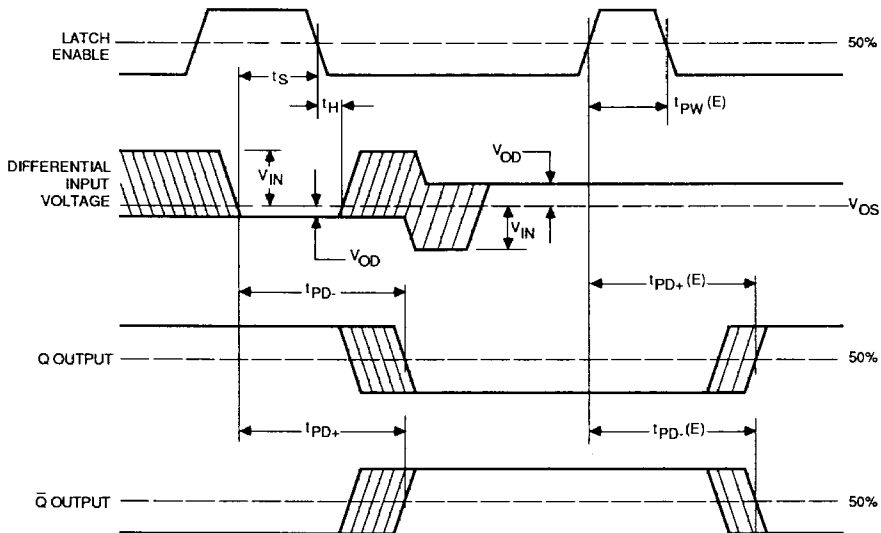 LATCH
ENABLE
50%
tS
tH
tPW (E)
DIFFERENTIAL
INPUT
VOLTAGE
VIN
VOD
VOD
VIN
VOS
tPD-
tPD+ (E)
Q OUTPUT
50%
tPD+
tPD- (E)
Q̅ OUTPUT
50%